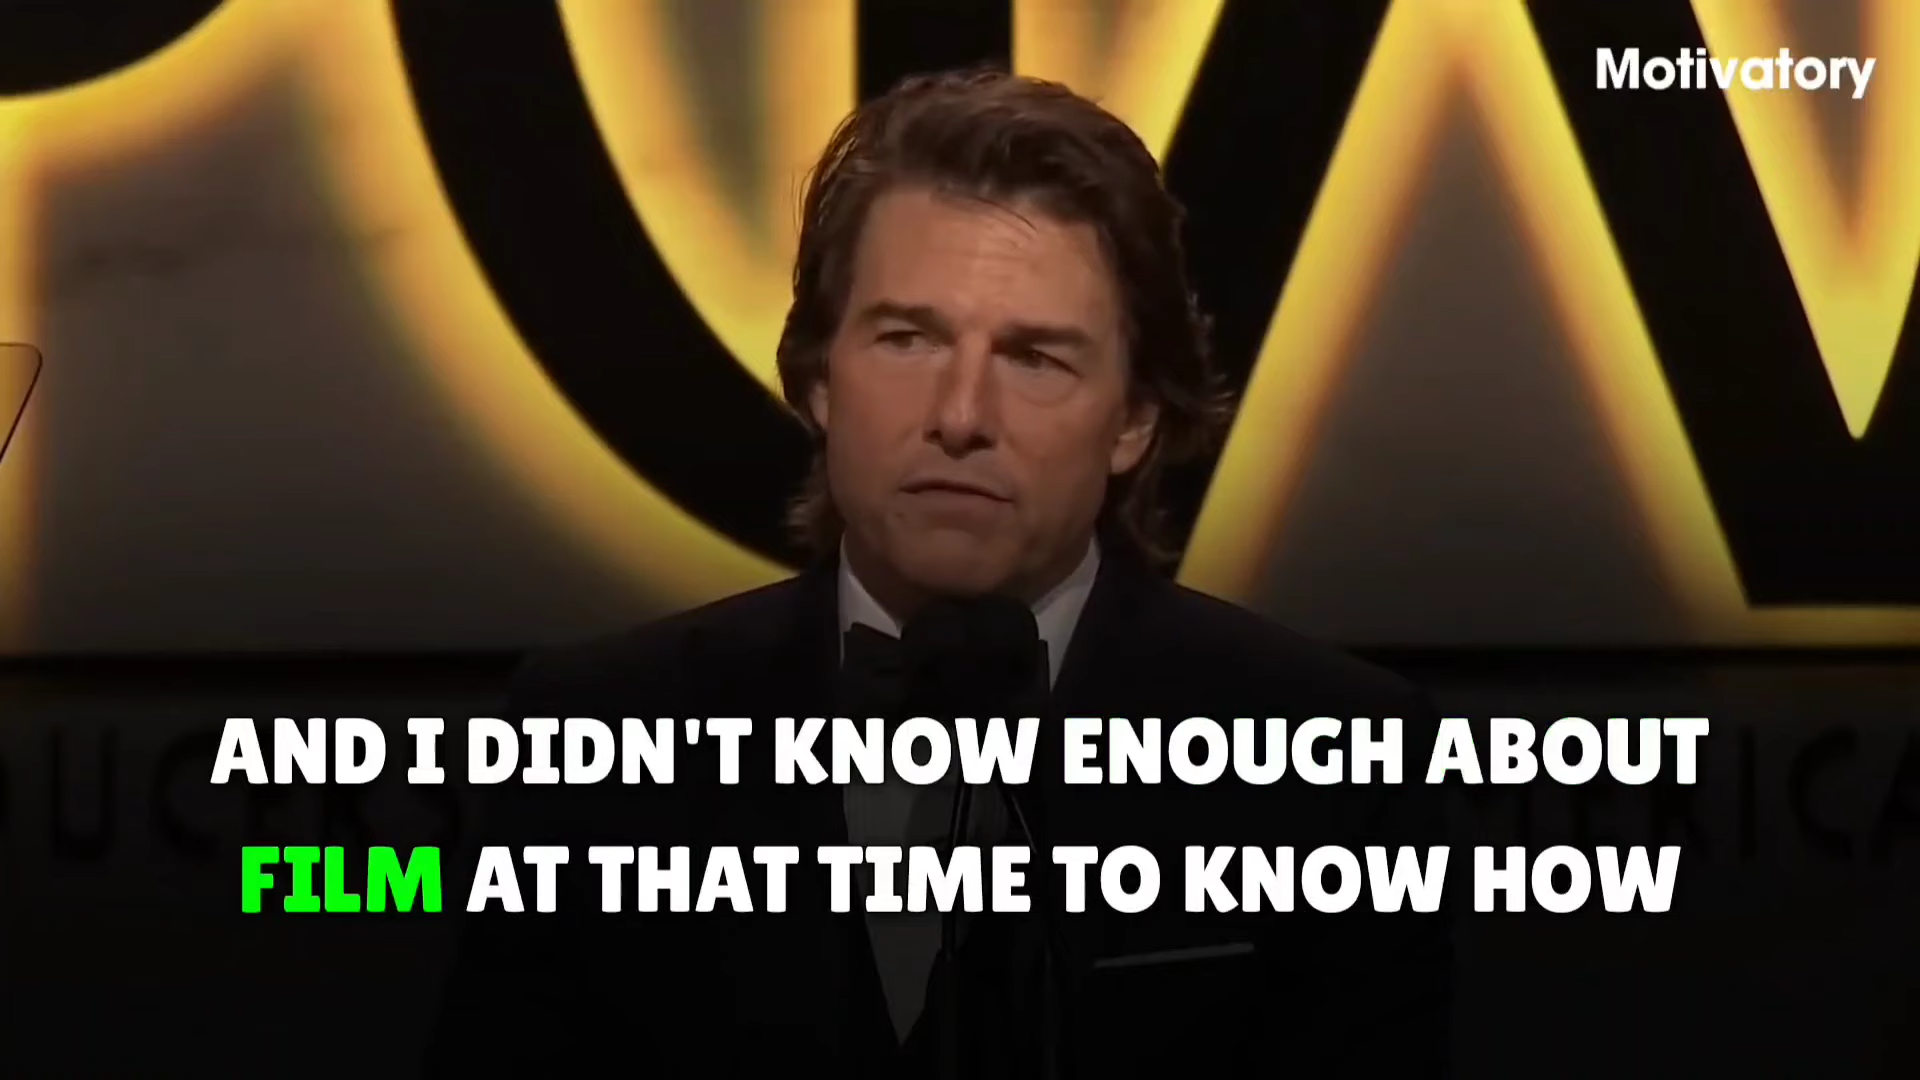 Motivatory
AND I DIDN'T KNOW ENOUGH ABOUT
FILM AT THAT TIME TO KNOW HOW